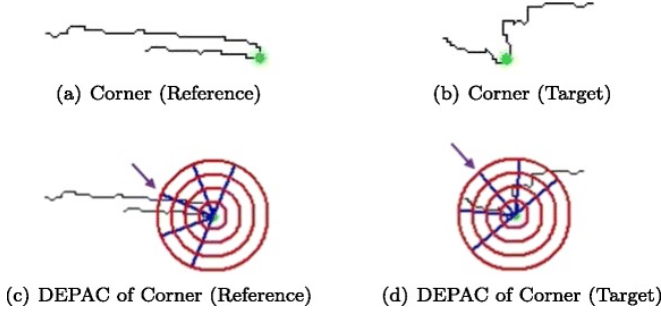 (a) Corner (Reference)
(b) Corner (Target)
(c) DEPAC of Corner (Reference)
(d) DEPAC of Corner (Target)